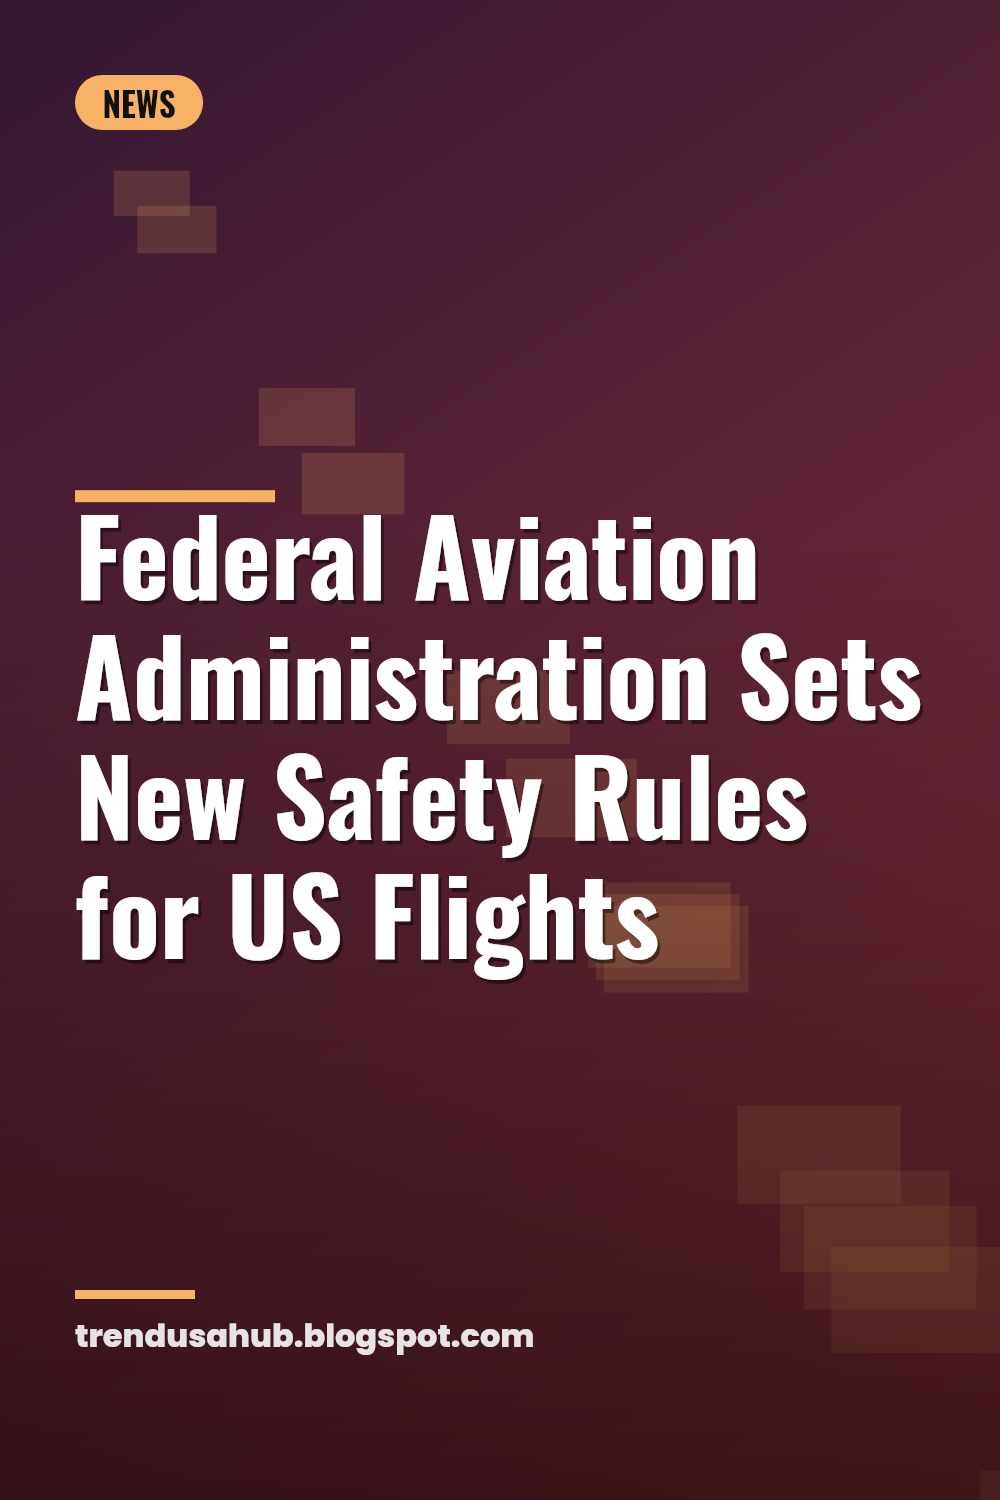 NEWS
Federal Aviation
Administration Sets
New Safety Rules
for US Flights
trendusahub.blogspot.com